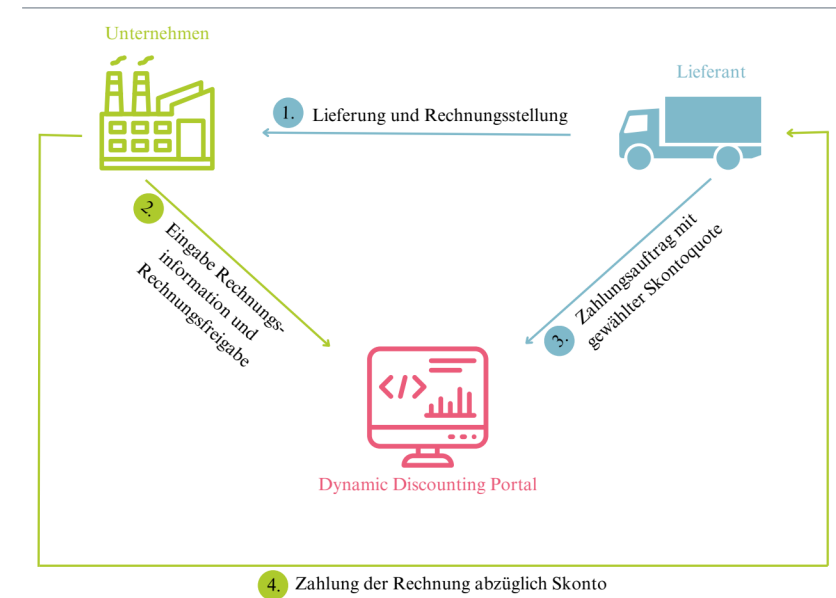 Unternehmen
Lieferant
1. Lieferung und Rechnungsstellung
2. Eingabe Rechnungs-
information und
Rechnungsfreigabe
3. Zahlungsauftrag mit
gewählter Skontoquote
</>
Dynamic Discounting Portal
4. Zahlung der Rechnung abzüglich Skonto